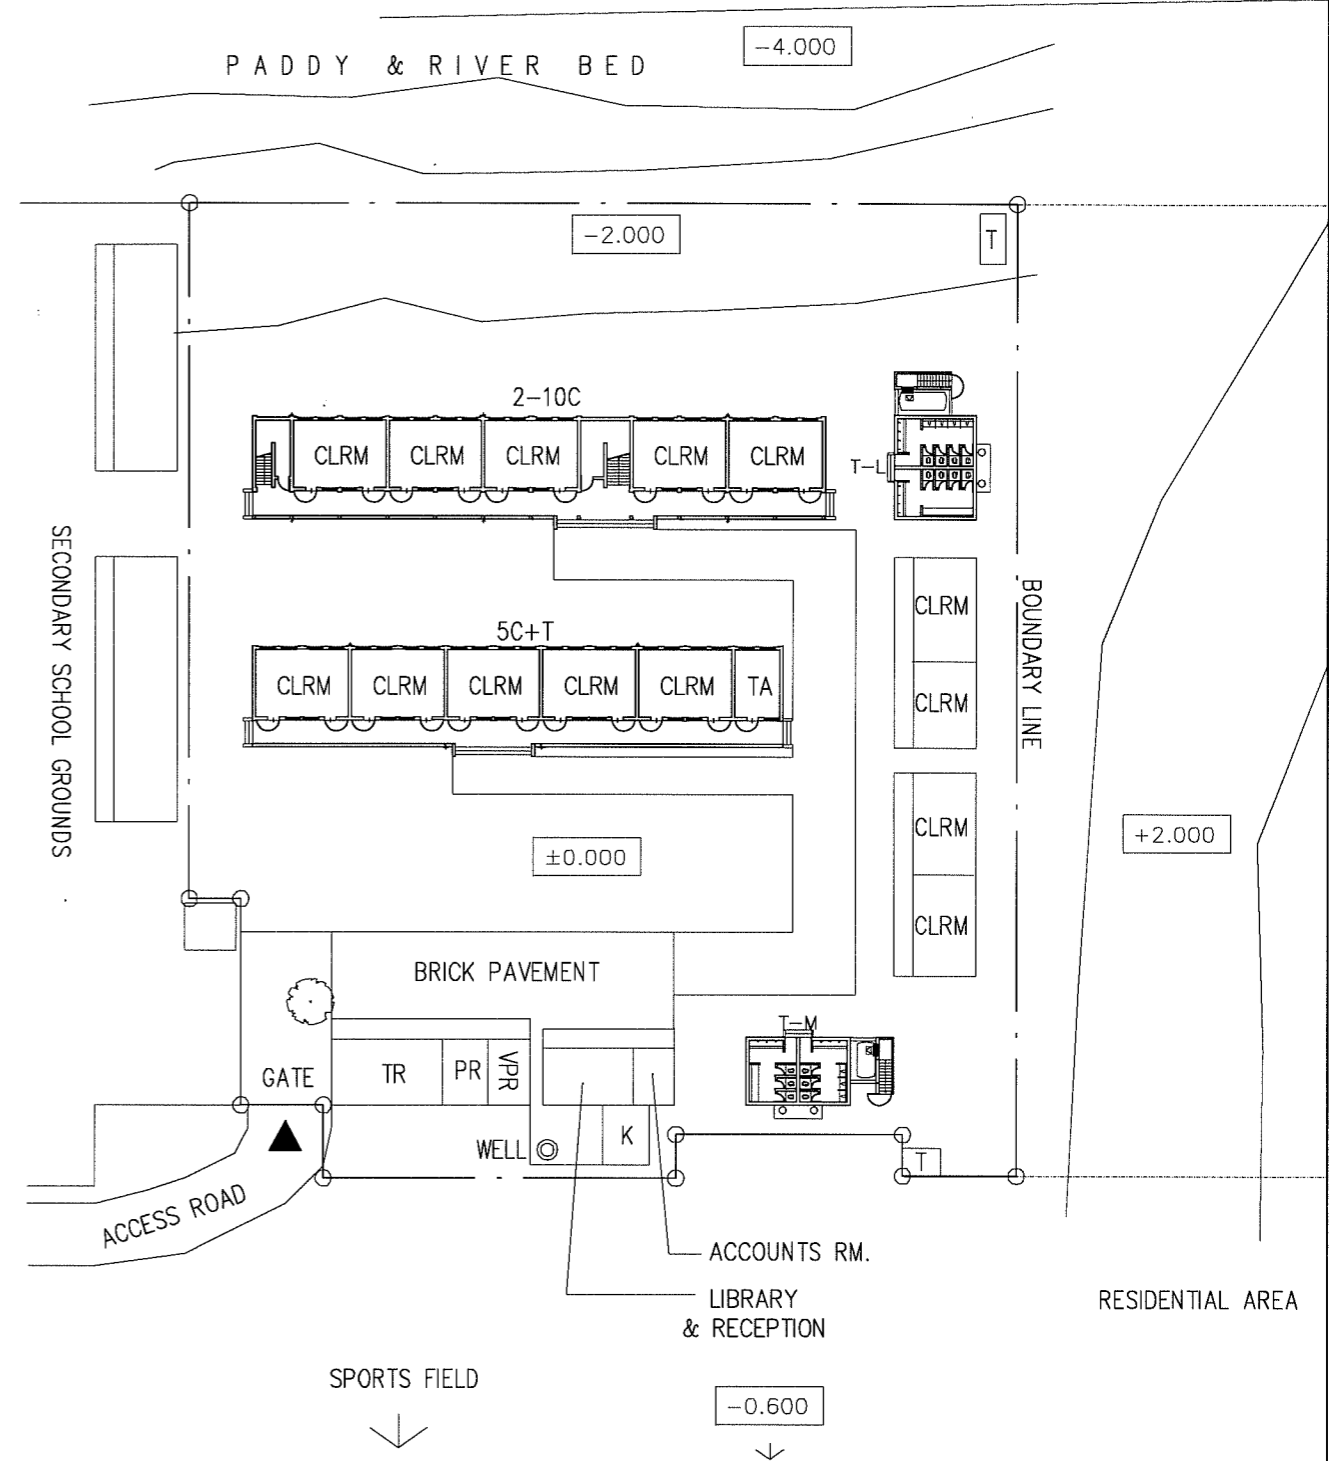 -4.000
PADDY & RIVER BED
-2.000
T
2-10C
CLRM CLRM CLRM CLRM CLRM
T-L
SECONDARY SCHOOL GROUNDS
BOUNDARY LINE
CLRM
CLRM
5C+T
CLRM CLRM CLRM CLRM CLRM TA
CLRM
CLRM
+2.000
±0.000
BRICK PAVEMENT
T-M
GATE
TR PR VPR
WELL
K
T
ACCESS ROAD
ACCOUNTS RM.
LIBRARY
& RECEPTION
RESIDENTIAL AREA
SPORTS FIELD
-0.600